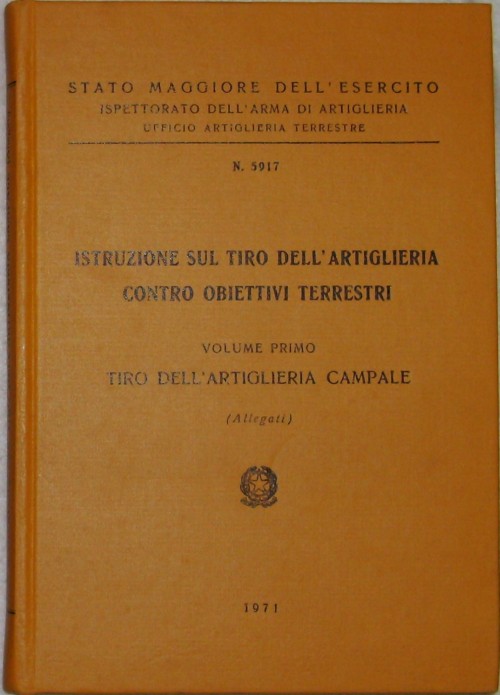 STATO MAGGIORE DELL'ESERCITO
ISPETTORATO DELL'ARMA DI ARTIGLIERIA
UFFICIO ARTIGLIERIA TERRESTRE
N. 5917
ISTRUZIONE SUL TIRO DELL'ARTIGLIERIA
CONTRO OBIETTIVI TERRESTRI
VOLUME PRIMO
TIRO DELL'ARTIGLIERIA CAMPALE
(Allegati)
1971